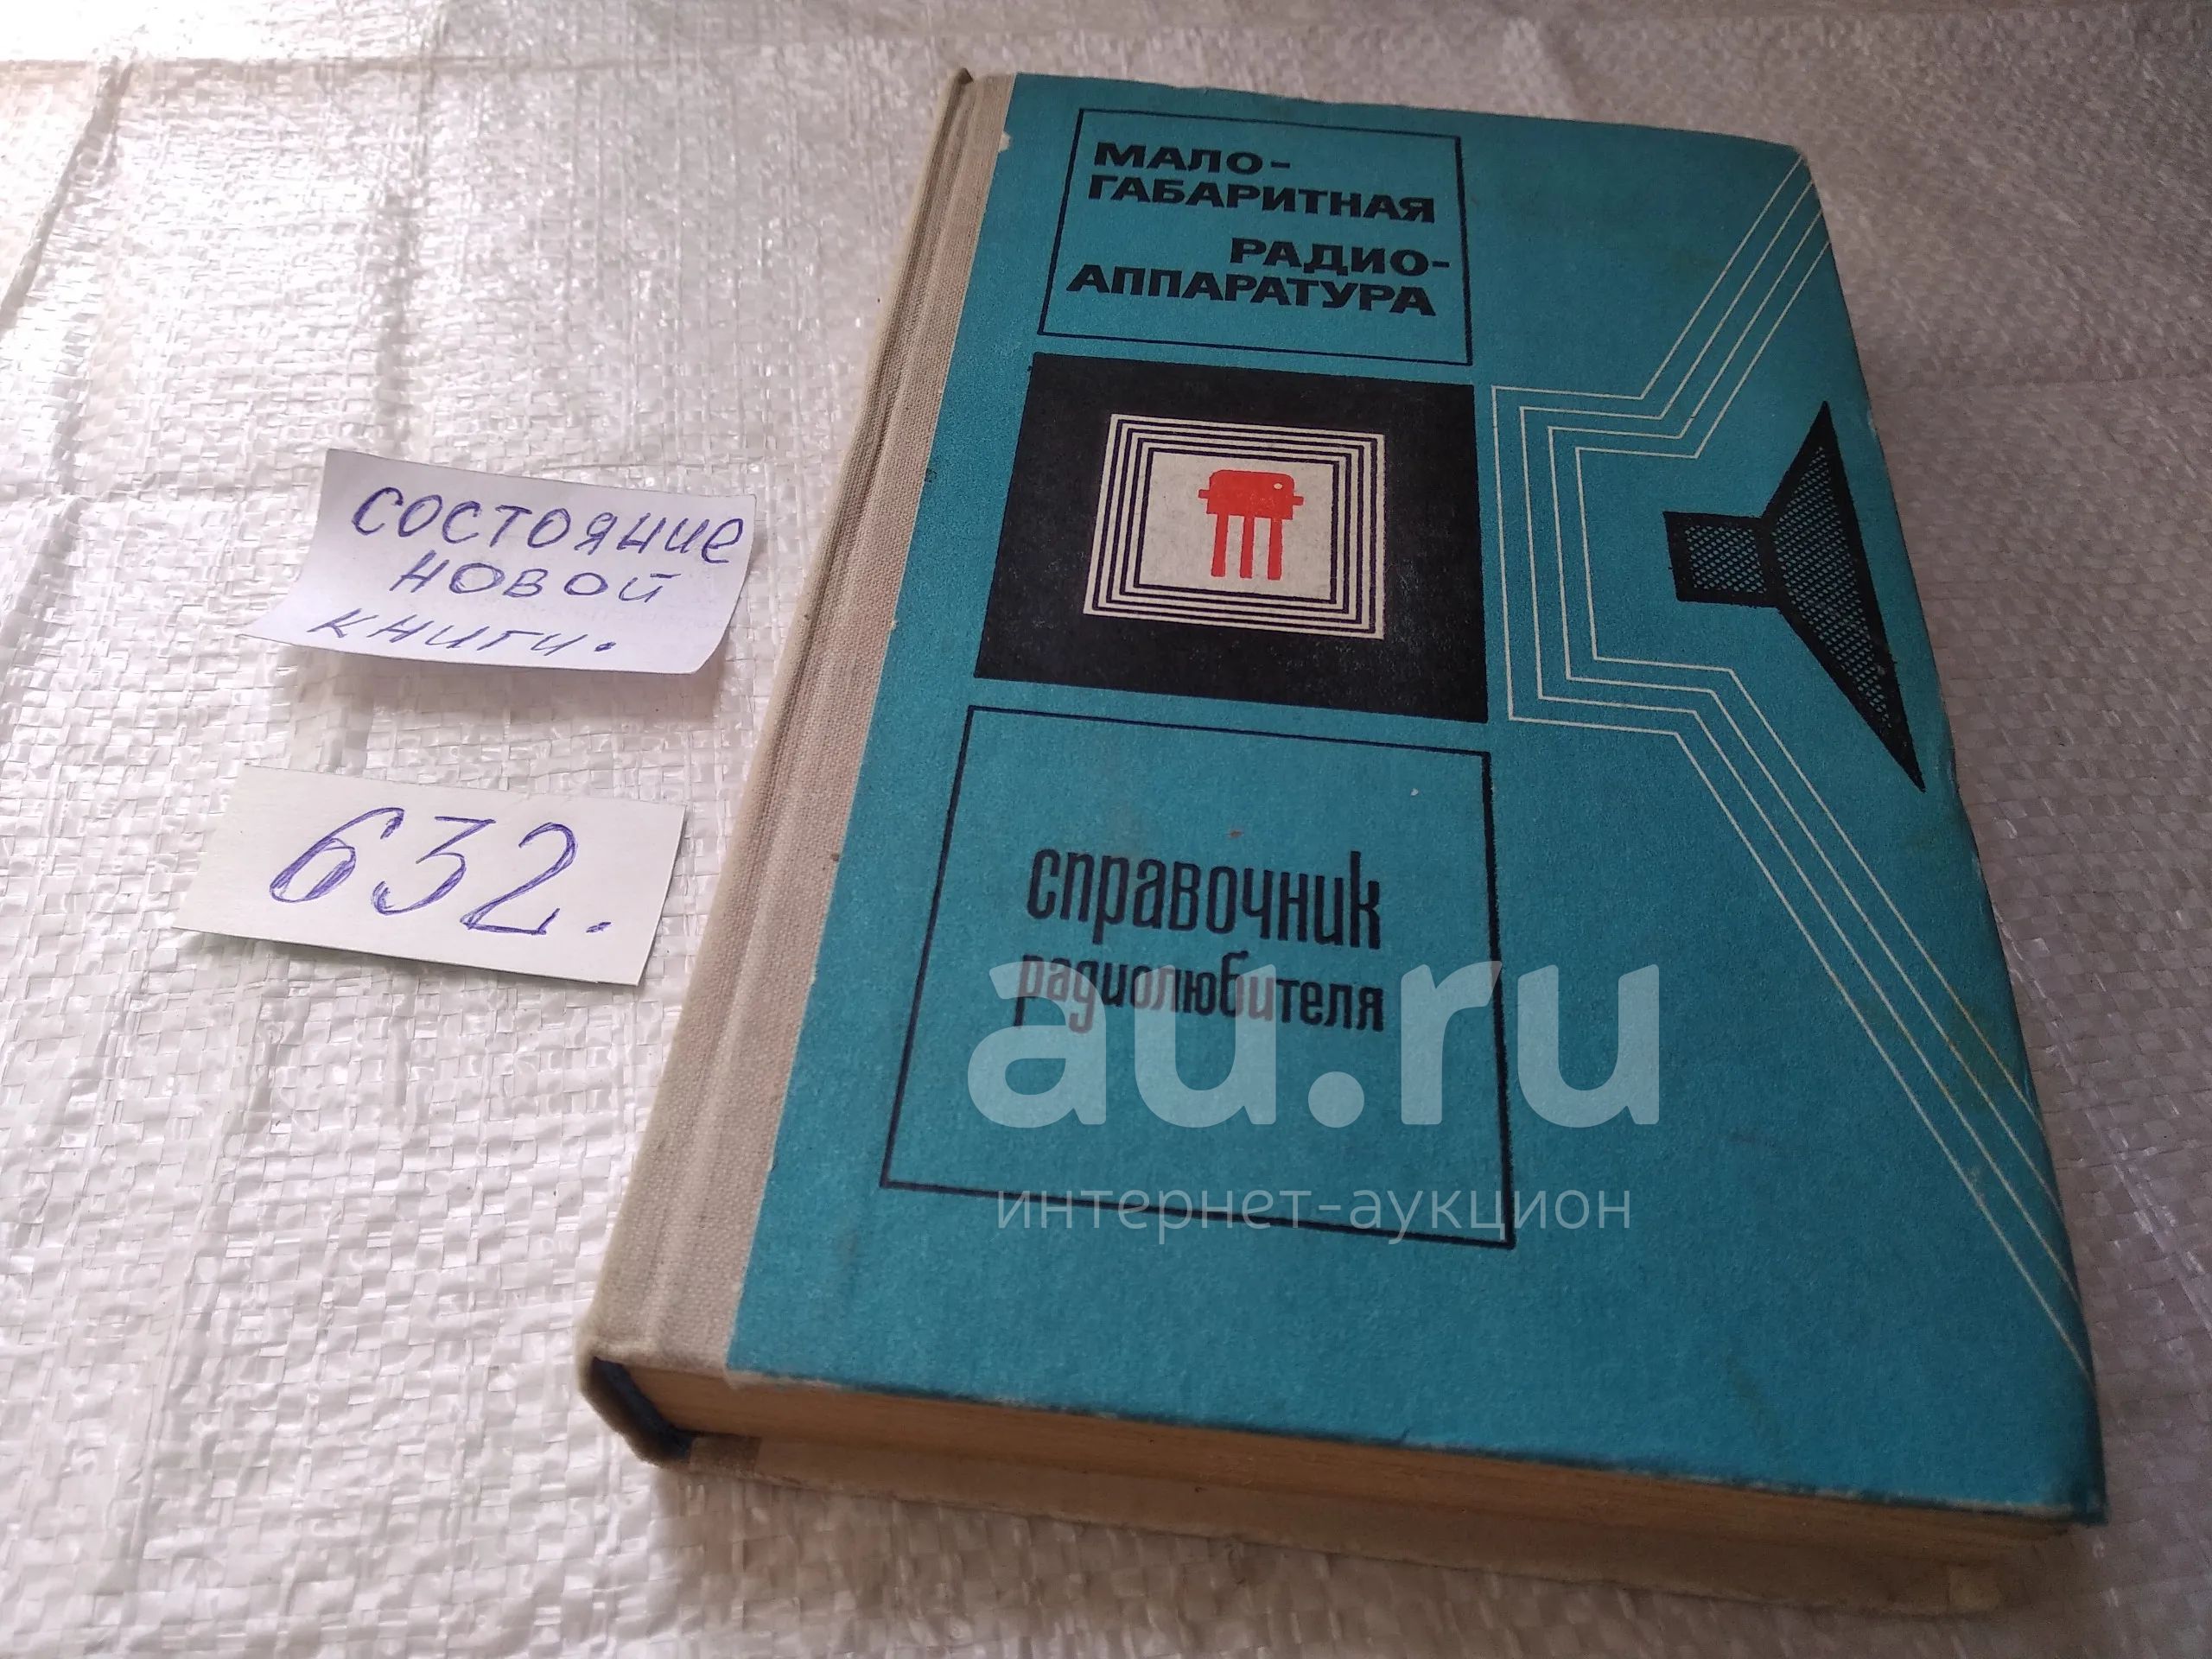 МАЛО-
ГАБАРИТНАЯ
РАДИО-
АППАРАТУРА
состояние
новой
книги.
632.
справочник
радиолюбителя
au.ru
интернет-аукцион